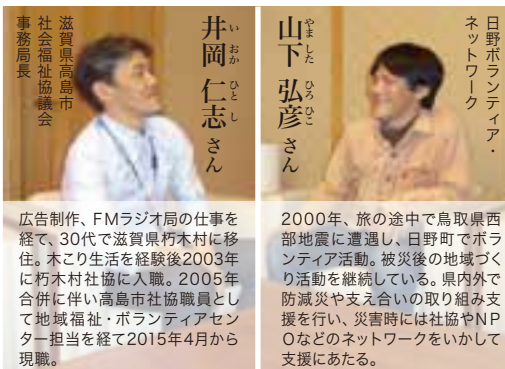 滋賀県高島市
社会福祉協議会
事務局長
井岡 仁志 さん
い おか ひと し
広告制作、FMラジオ局の仕事を
経て、30代で滋賀県朽木村に移
住。木こり生活を経験後2003年
に朽木村社協に入職。2005年
合併に伴い高島市社協職員とし
て地域福祉・ボランティアセン
ター担当を経て2015年4月から
現職。
日野ボランティア・
ネットワーク
山下 弘彦 さん
やま した ひろ ひこ
2000年、旅の途中で鳥取県西
部地震に遭遇し、日野町でボラ
ンティア活動。被災後の地域づく
り活動を継続している。県内外で
防減災や支え合いの取り組み支
援を行い、災害時には社協やNP
Oなどのネットワークをいかして
支援にあたる。